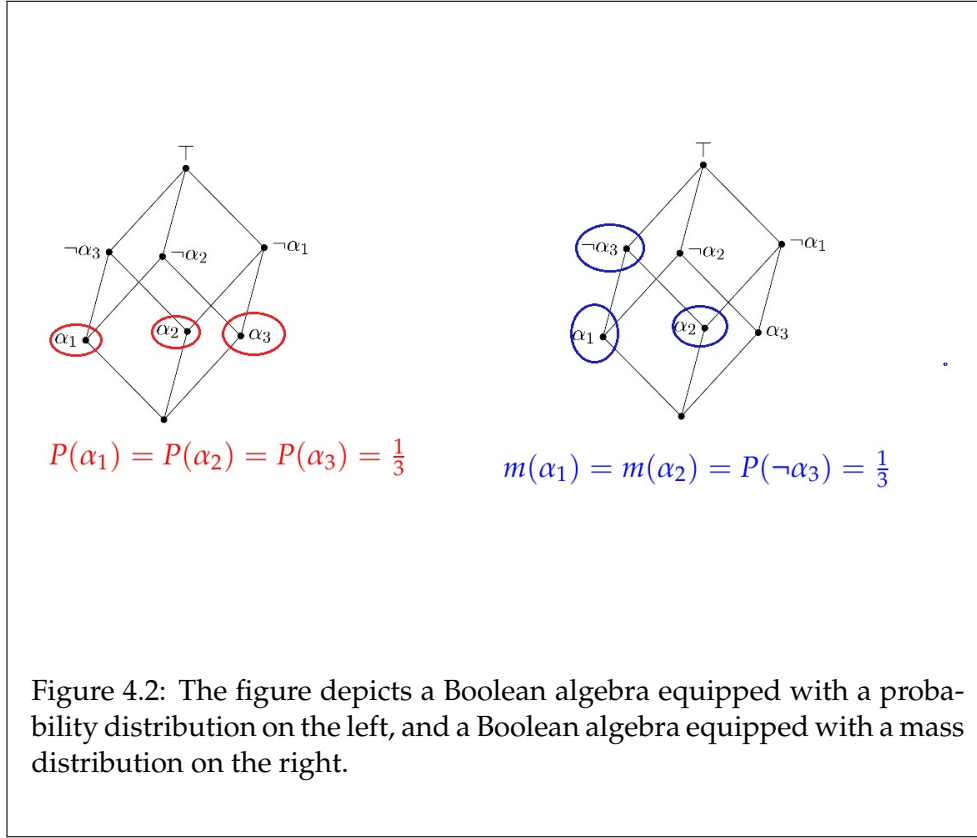 ⊤ ⊤
¬α₃ ¬α₂ ¬α₁ ¬α₃ ¬α₂ ¬α₁
α₁ α₂ α₃ α₁ α₂ α₃
P(α₁) = P(α₂) = P(α₃) = 1/3
m(α₁) = m(α₂) = P(¬α₃) = 1/3
Figure 4.2: The figure depicts a Boolean algebra equipped with a proba-
bility distribution on the left, and a Boolean algebra equipped with a mass
distribution on the right.